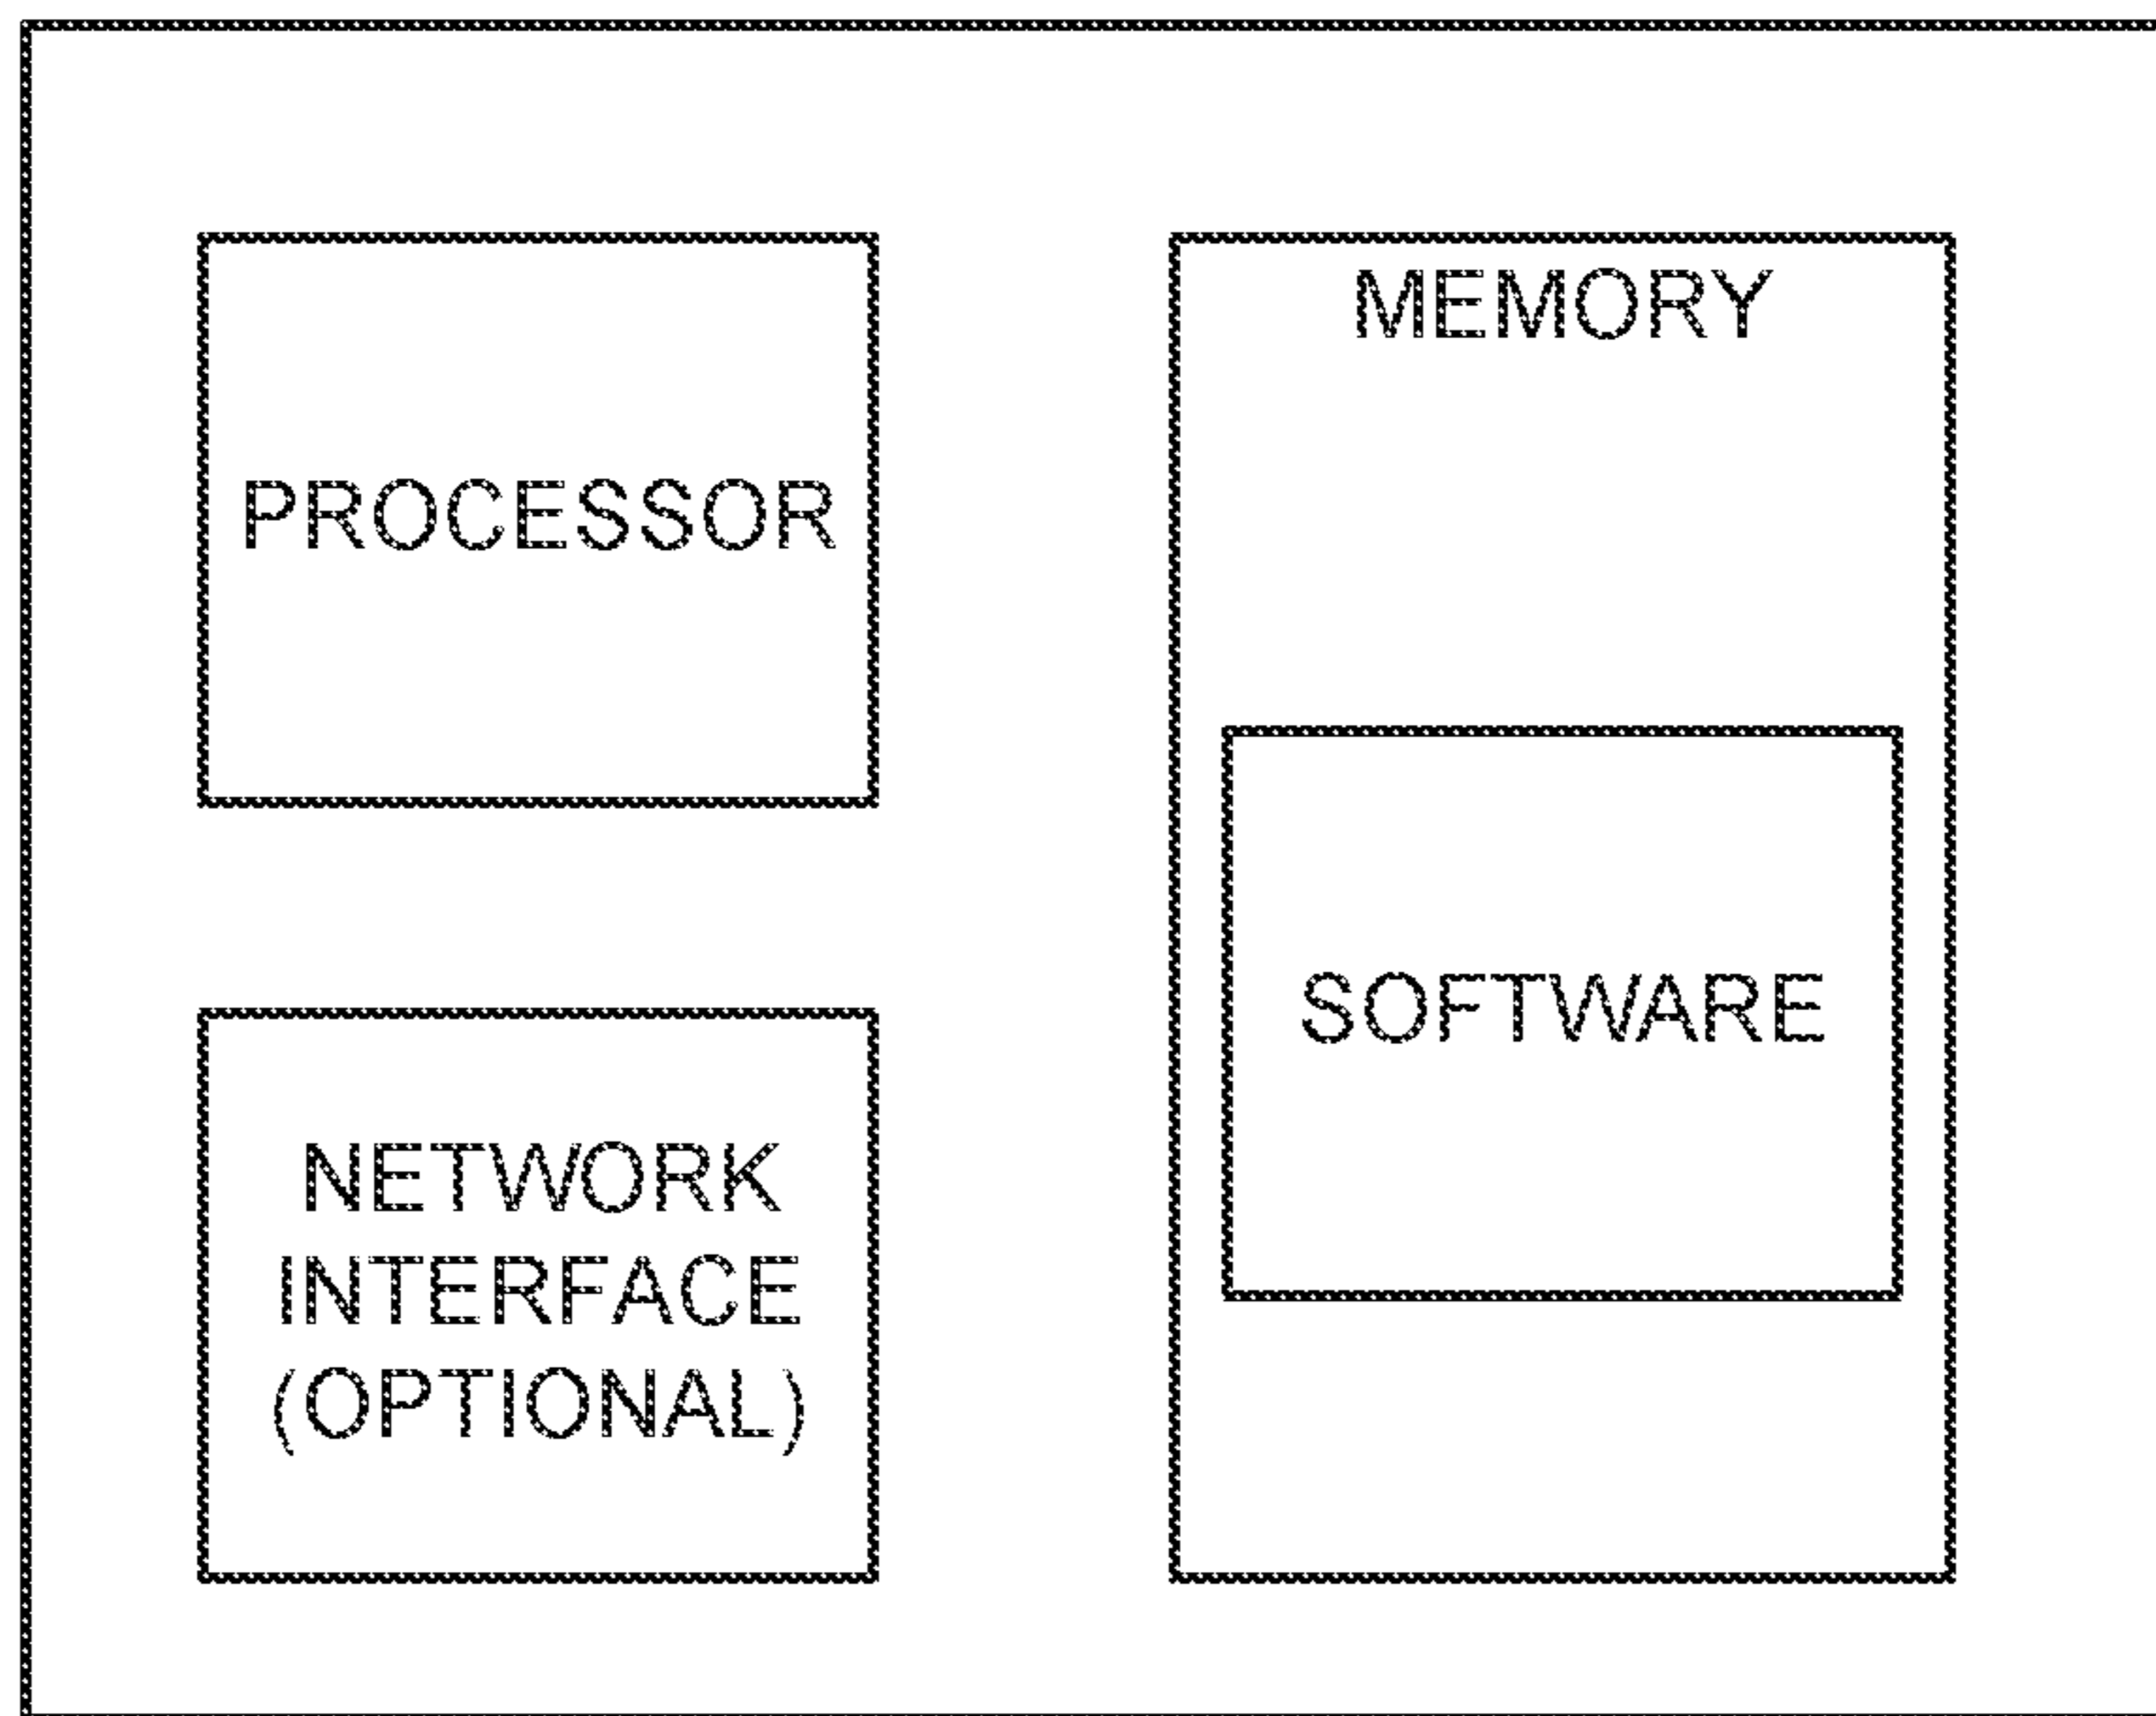 PROCESSOR
MEMORY
SOFTWARE
NETWORK
INTERFACE
(OPTIONAL)